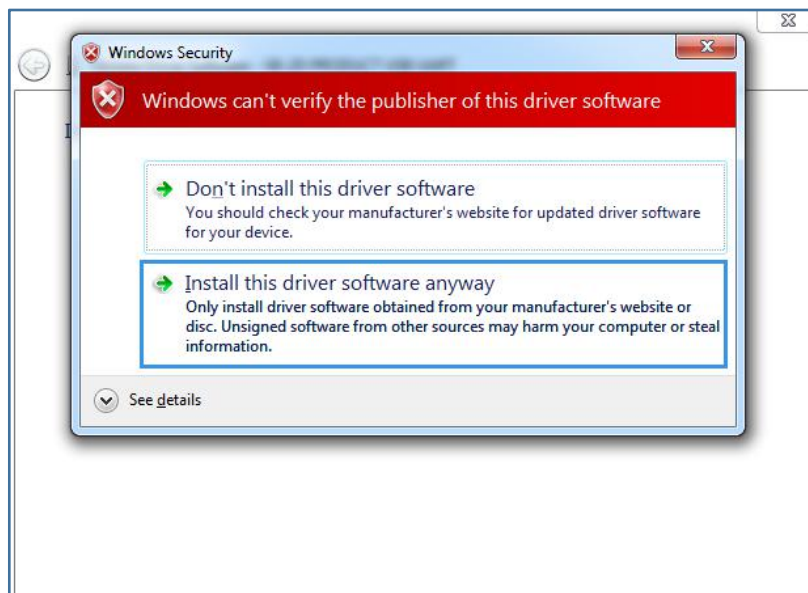 Windows Security
Windows can't verify the publisher of this driver software
Don't install this driver software
You should check your manufacturer's website for updated driver software
for your device.
Install this driver software anyway
Only install driver software obtained from your manufacturer's website or
disc. Unsigned software from other sources may harm your computer or steal
information.
See details